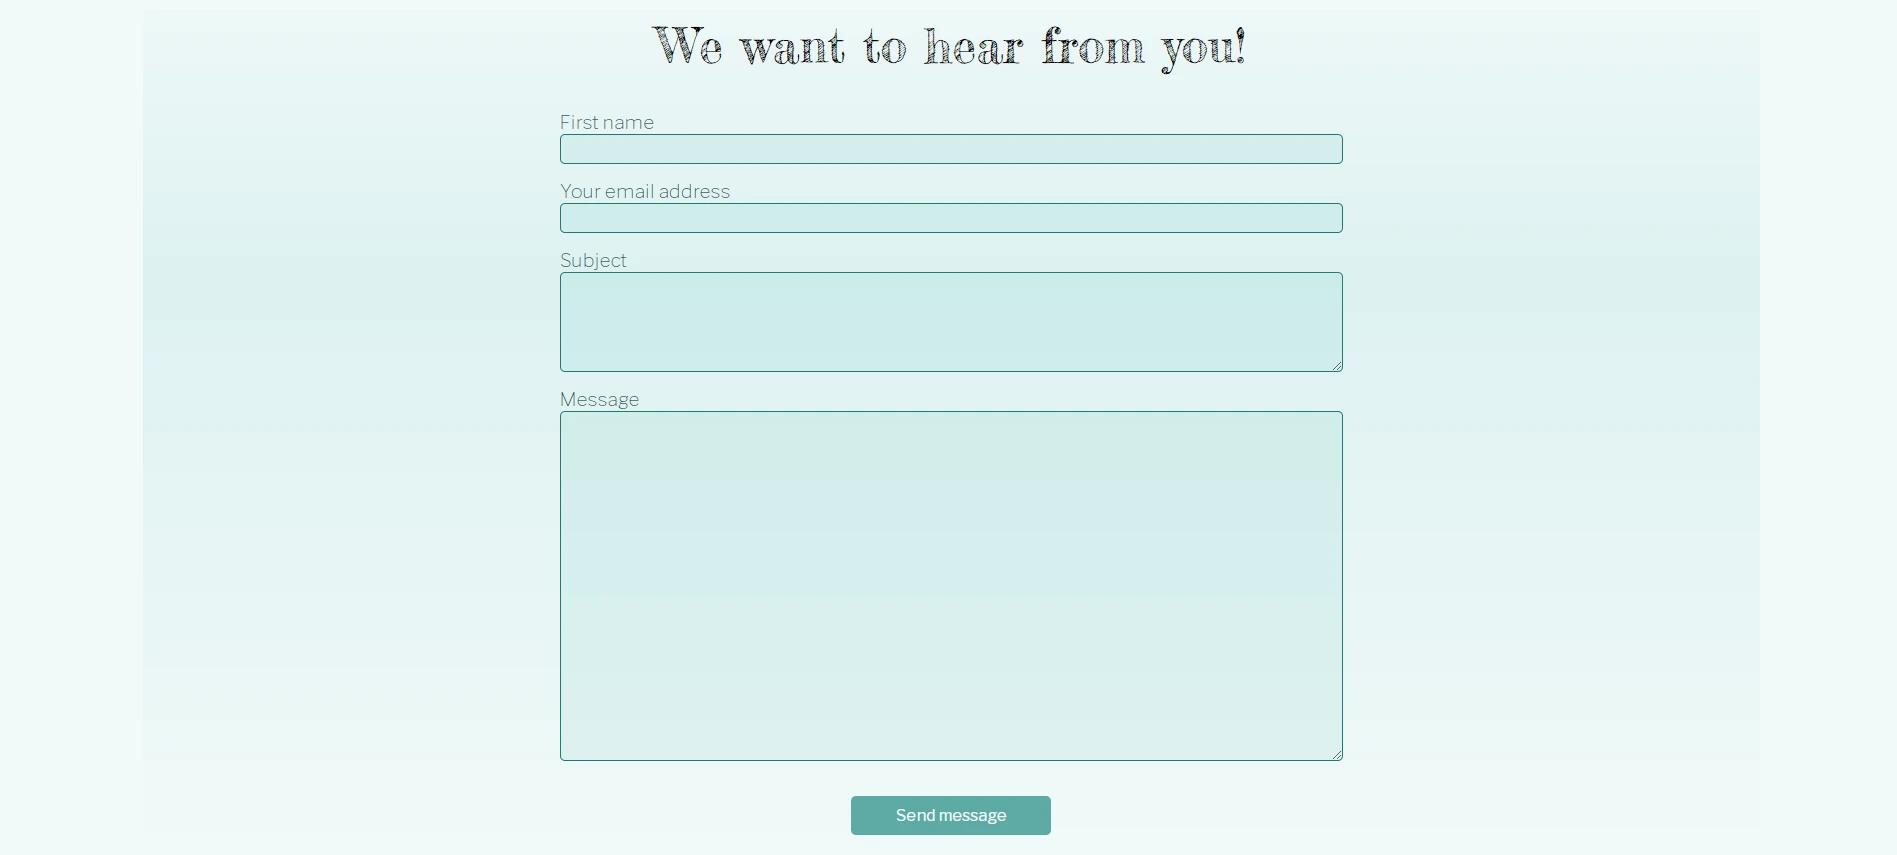 We want to hear from you!
First name
Your email address
Subject
Message
Send message